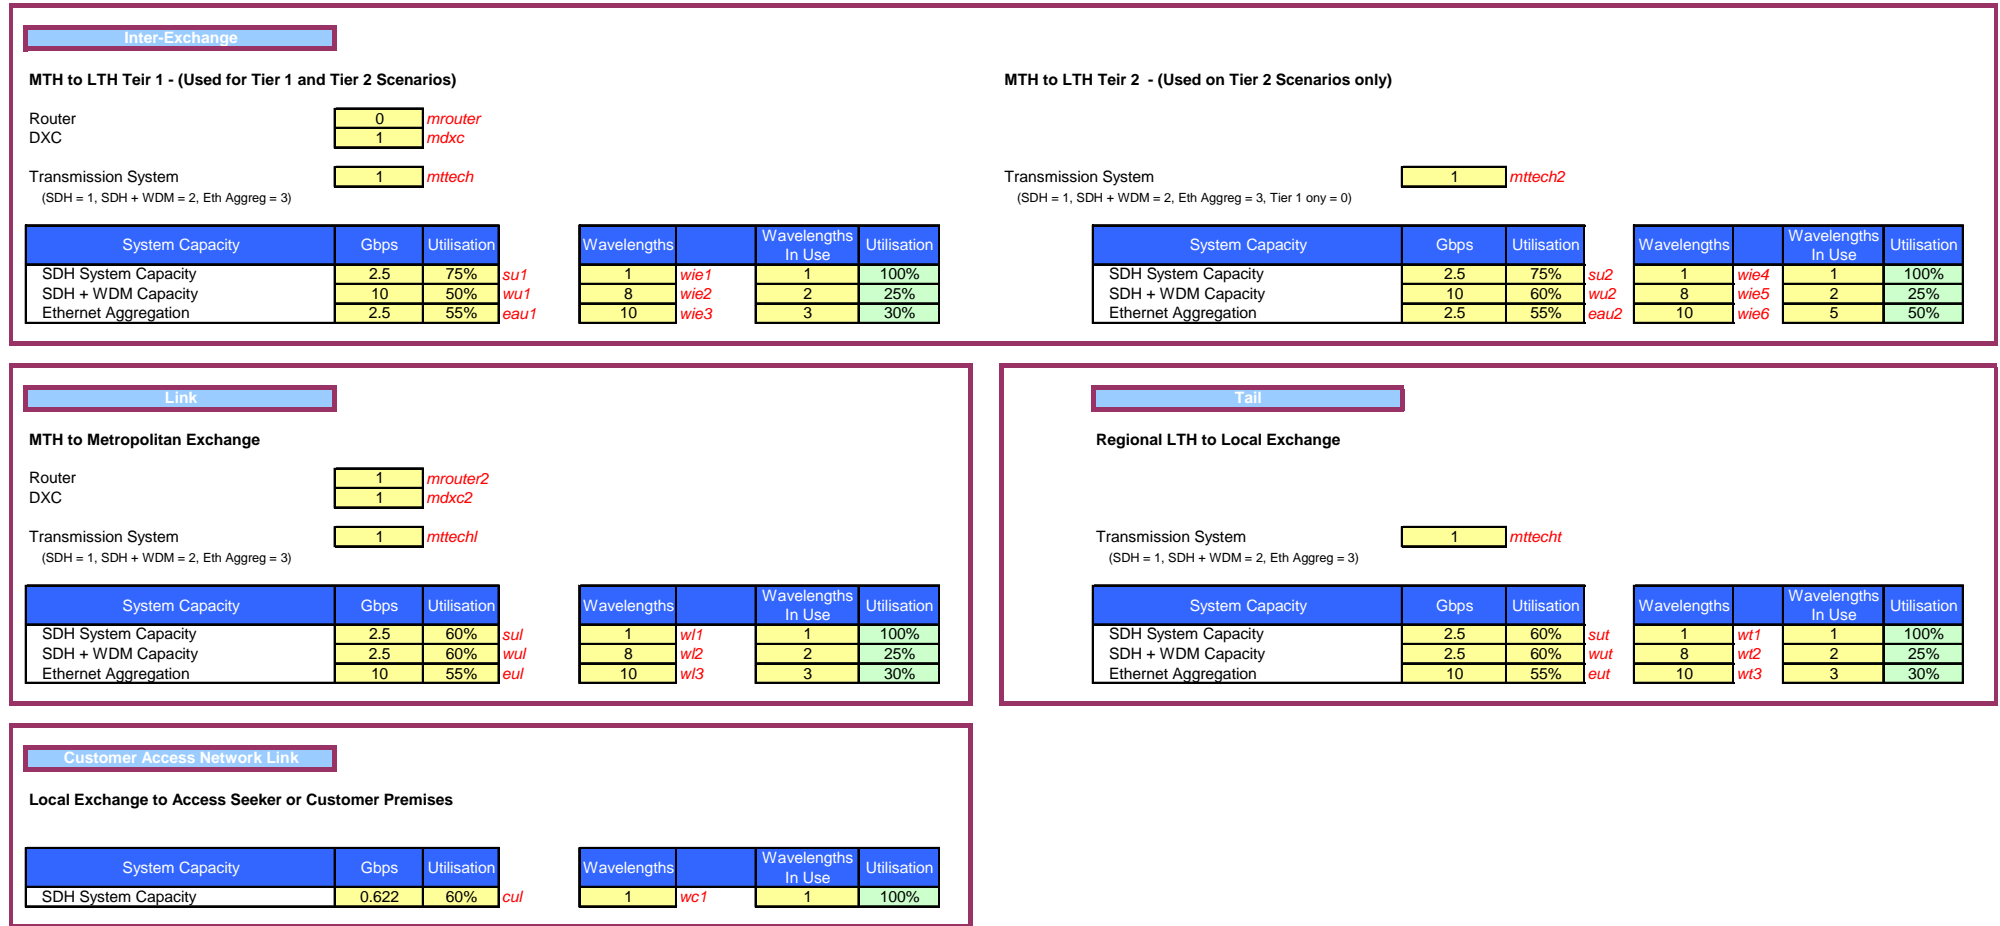 Inter-Exchange
MTH to LTH Teir 1 - (Used for Tier 1 and Tier 2 Scenarios)
Router 0 mrouter
DXC 1 mdxc
Transmission System 1 mttech
(SDH = 1, SDH + WDM = 2, Eth Aggreg = 3)
System Capacity Gbps Utilisation Wavelengths Wavelengths In Use Utilisation
SDH System Capacity 2.5 75% su1 1 wie1 1 100%
SDH + WDM Capacity 10 50% wu1 8 wie2 2 25%
Ethernet Aggregation 2.5 55% eau1 10 wie3 3 30%
MTH to LTH Teir 2 - (Used on Tier 2 Scenarios only)
Transmission System 1 mttech2
(SDH = 1, SDH + WDM = 2, Eth Aggreg = 3, Tier 1 ony = 0)
System Capacity Gbps Utilisation Wavelengths Wavelengths In Use Utilisation
SDH System Capacity 2.5 75% su2 1 wie4 1 100%
SDH + WDM Capacity 10 60% wu2 8 wie5 2 25%
Ethernet Aggregation 2.5 55% eau2 10 wie6 5 50%
Link
MTH to Metropolitan Exchange
Router 1 mrouter2
DXC 1 mdxc2
Transmission System 1 mttechl
(SDH = 1, SDH + WDM = 2, Eth Aggreg = 3)
System Capacity Gbps Utilisation Wavelengths Wavelengths In Use Utilisation
SDH System Capacity 2.5 60% sul 1 wl1 1 100%
SDH + WDM Capacity 2.5 60% wul 8 wl2 2 25%
Ethernet Aggregation 10 55% eul 10 wl3 3 30%
Tail
Regional LTH to Local Exchange
Transmission System 1 mttecht
(SDH = 1, SDH + WDM = 2, Eth Aggreg = 3)
System Capacity Gbps Utilisation Wavelengths Wavelengths In Use Utilisation
SDH System Capacity 2.5 60% sut 1 wt1 1 100%
SDH + WDM Capacity 2.5 60% wut 8 wt2 2 25%
Ethernet Aggregation 10 55% eut 10 wt3 3 30%
Customer Access Network Link
Local Exchange to Access Seeker or Customer Premises
System Capacity Gbps Utilisation Wavelengths Wavelengths In Use Utilisation
SDH System Capacity 0.622 60% cul 1 wc1 1 100%